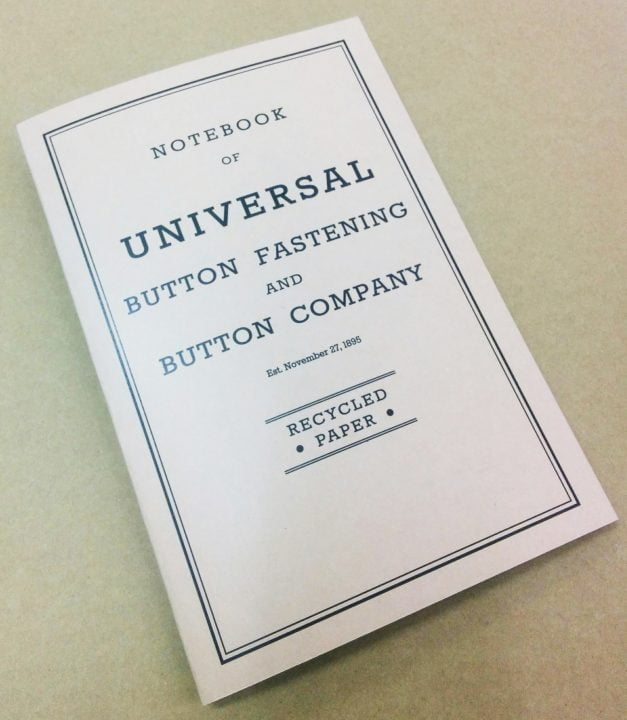 NOTEBOOK
OF
UNIVERSAL
BUTTON FASTENING
AND
BUTTON COMPANY
Est. November 27, 1895
RECYCLED
• PAPER •